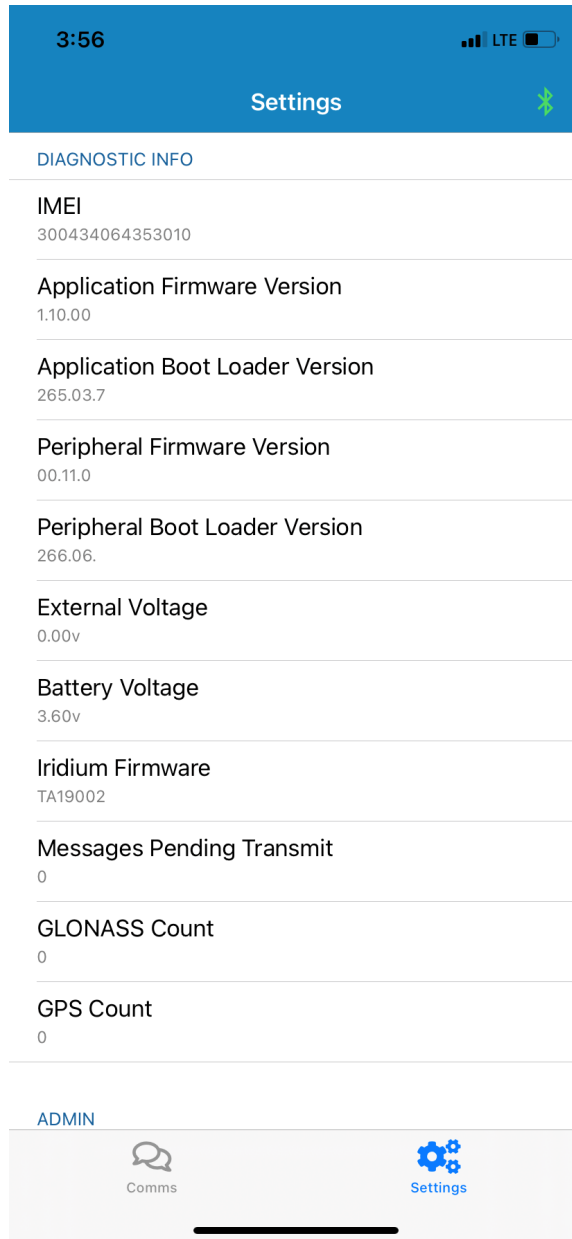 3:56
LTE
Settings
DIAGNOSTIC INFO
IMEI
300434064353010
Application Firmware Version
1.10.00
Application Boot Loader Version
265.03.7
Peripheral Firmware Version
00.11.0
Peripheral Boot Loader Version
266.06.
External Voltage
0.00v
Battery Voltage
3.60v
Iridium Firmware
TA19002
Messages Pending Transmit
0
GLONASS Count
0
GPS Count
0
ADMIN
Comms
Settings